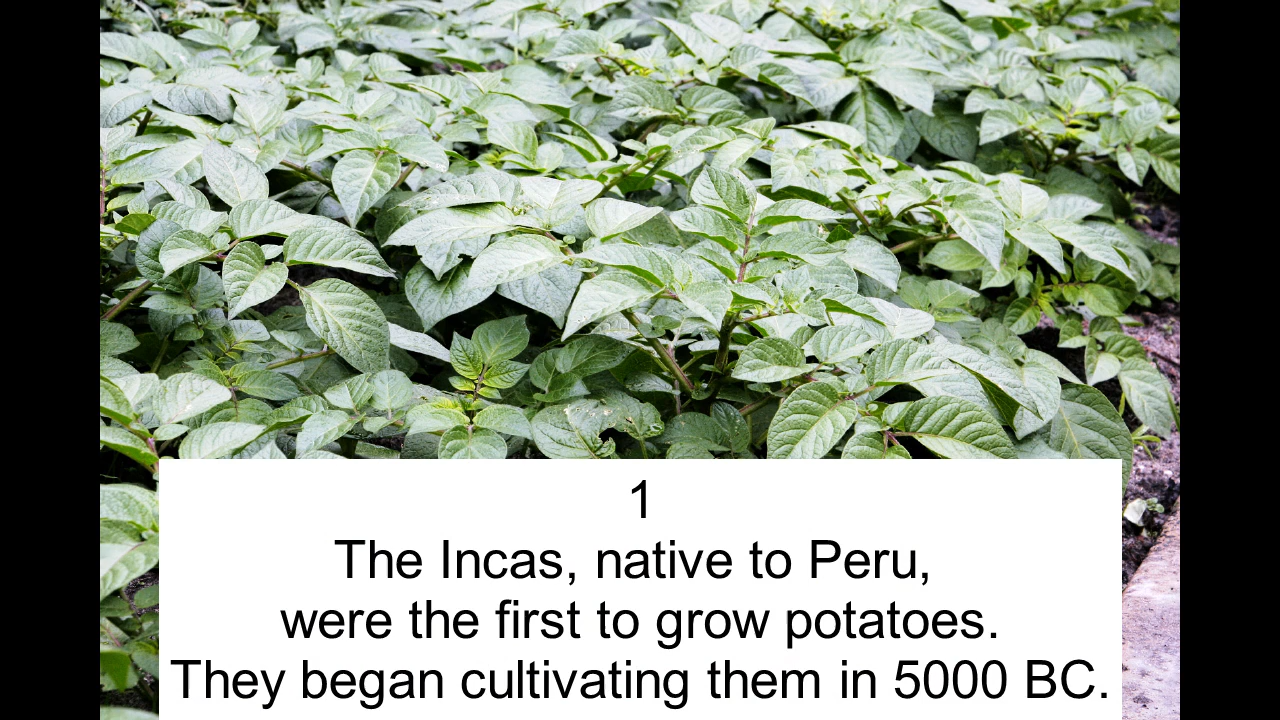 1
The Incas, native to Peru,
were the first to grow potatoes.
They began cultivating them in 5000 BC.